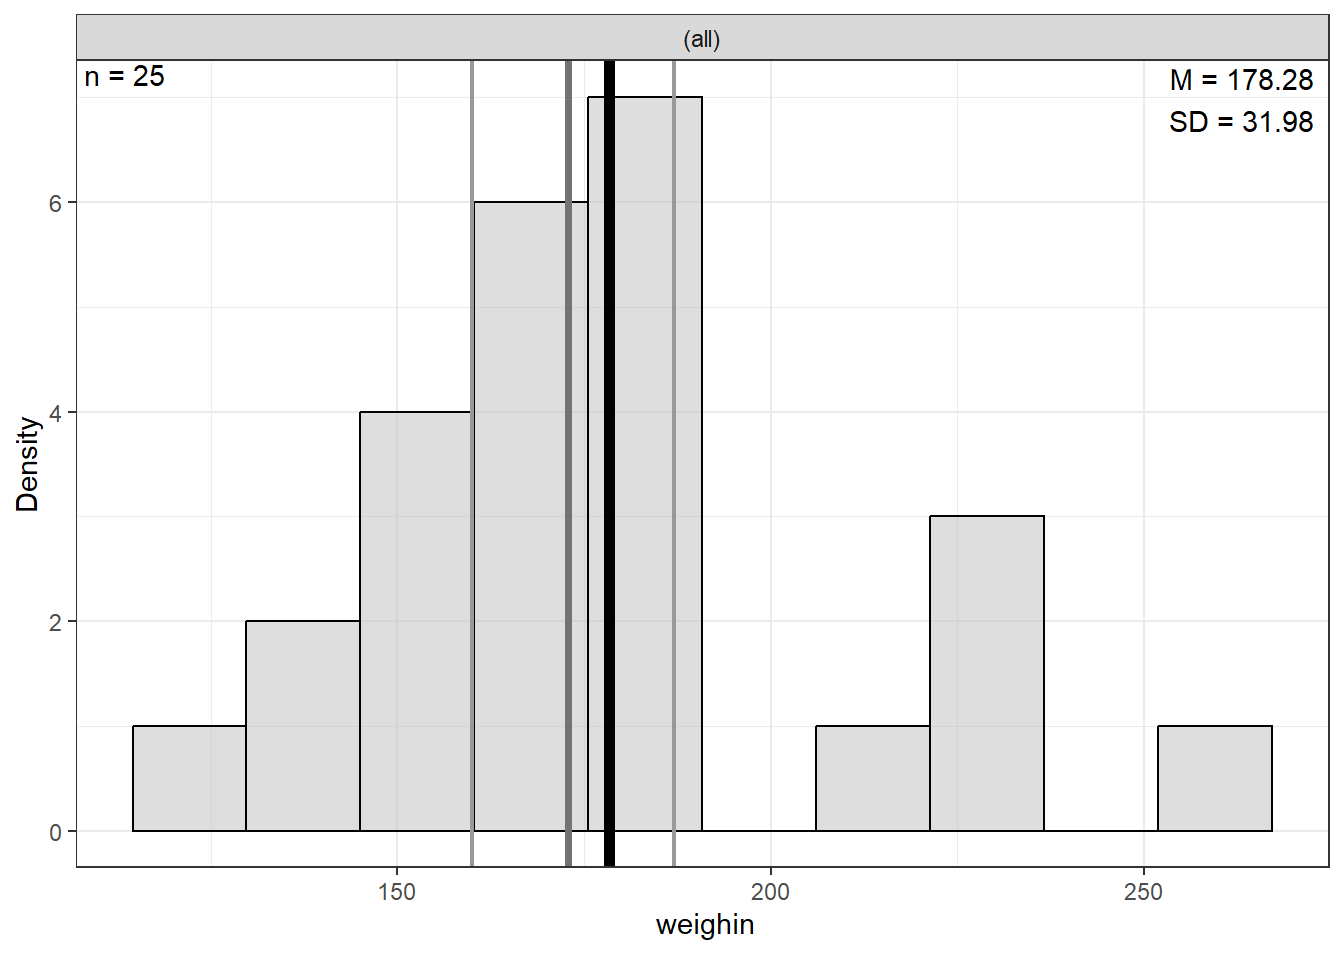 (all)
n = 25
M = 178.28
SD = 31.98
Density
6
4
2
0
150
200
250
weighin